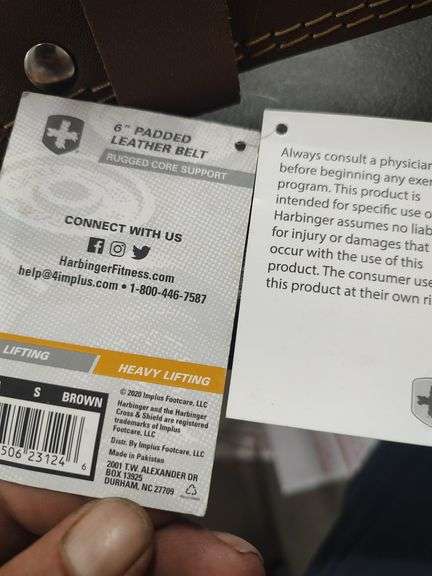 6" PADDED
LEATHER BELT
RUGGED CORE SUPPORT
CONNECT WITH US
HarbingerFitness.com
help@4implus.com • 1-800-446-7587
LIFTING
HEAVY LIFTING
S BROWN
506 23124 6
© 2020 Implus Footcare, LLC
Harbinger and the Harbinger
Cross & Shield are registered
trademarks of Implus
Footcare, LLC
Distr. By Implus Footcare, LLC
Made in Pakistan
2001 T.W. ALEXANDER DR
BOX 13925
DURHAM, NC 27709
Always consult a physician
before beginning any exer
program. This product is
intended for specific use o
Harbinger assumes no liab
for injury or damages that
occur with the use of this
product. The consumer use
this product at their own ri